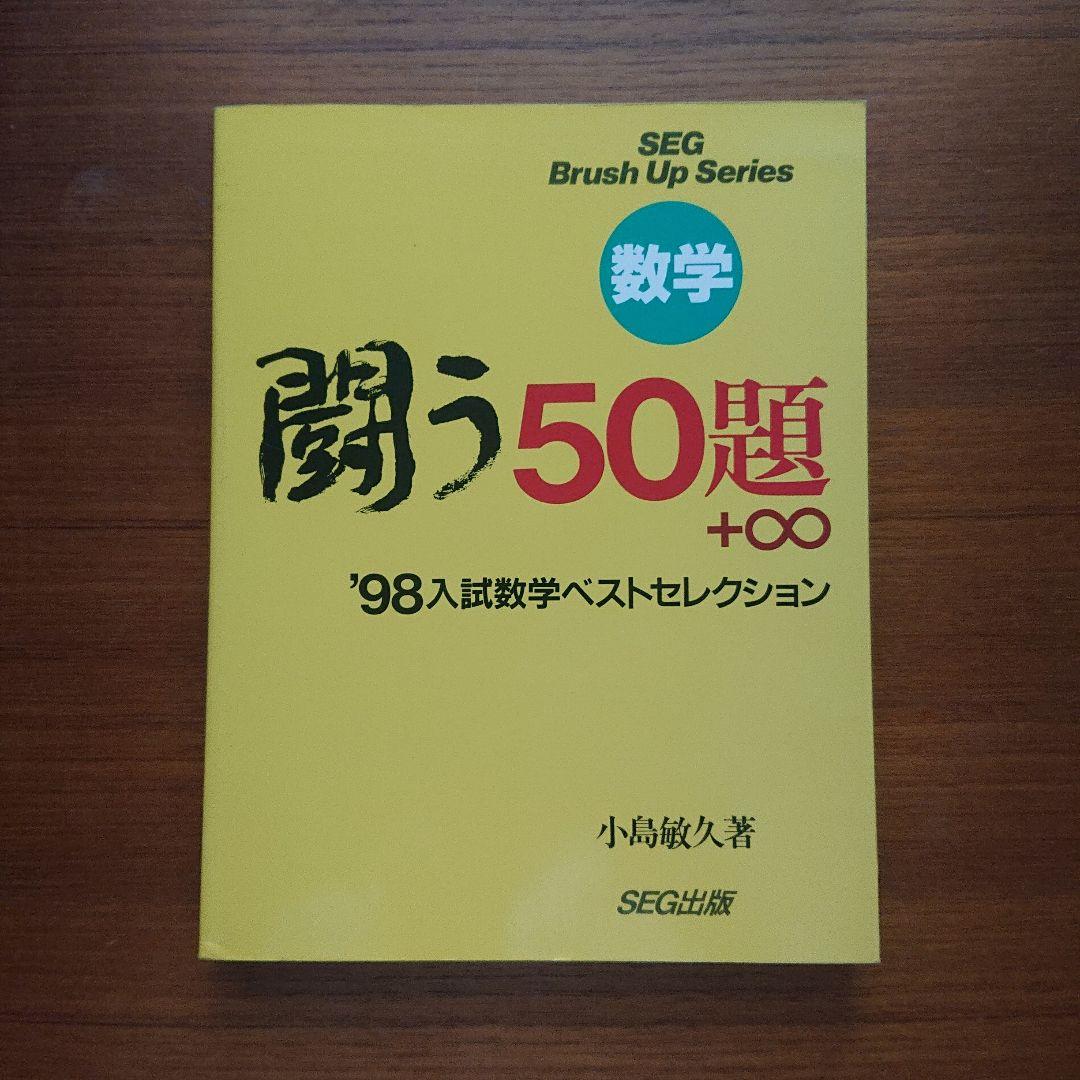 SEG
Brush Up Series
数学
闘う50題
+∞
'98入試数学ベストセレクション
小島敏久著
SEG出版